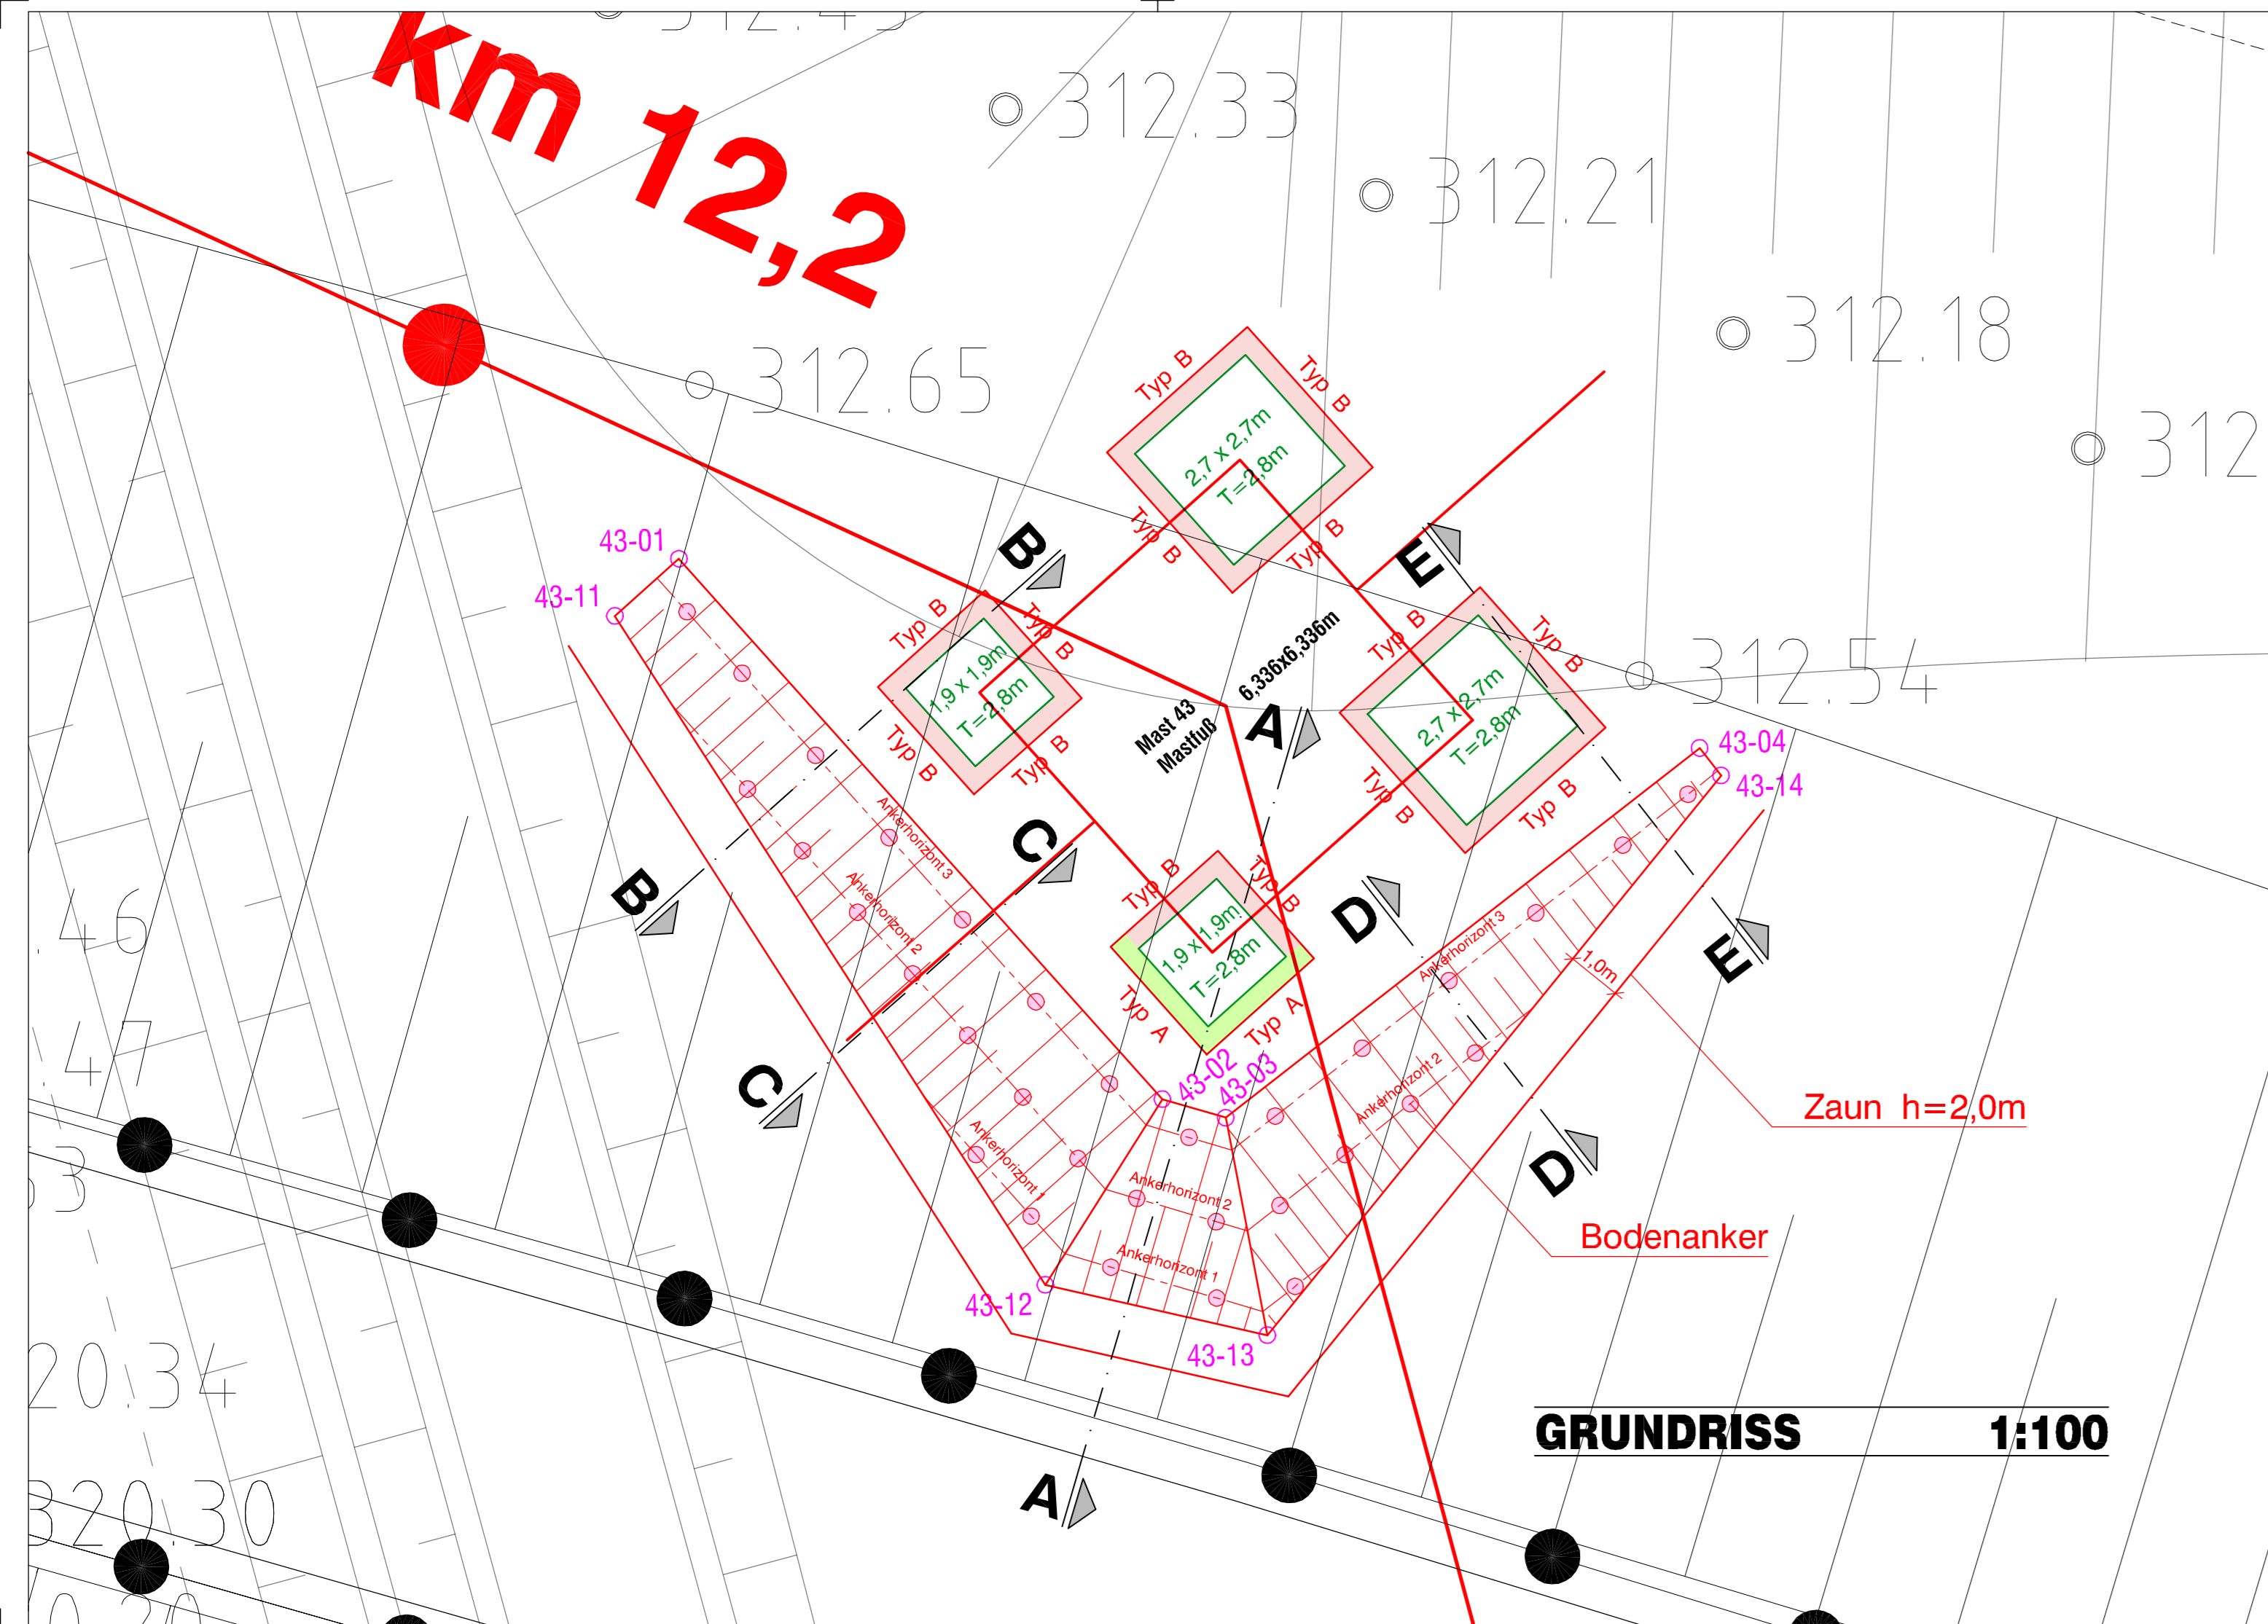 km 12,2
312.33
312.21
312.18
312.65
312
312.54
Typ B
Typ B
2,7 x 2,7m
T=2,8m
Typ B
Typ B
43-01
43-11
B
E
Typ B
Typ B
1,9 x 1,9m
T=2,8m
Typ B
Typ B
6,336x6,336m
Mast 43
Mastfuß
A
Typ B
Typ B
2,7 x 2,7m
T=2,8m
Typ B
Typ B
43-04
43-14
Ankerhorizont 3
Ankerhorizont 2
Ankerhorizont 1
B
C
C
Typ B
Typ B
1,9 x 1,9m
T=2,8m
Typ A
Typ A
D
E
Ankerhorizont 3
1,0m
Ankerhorizont 2
43-02
43-03
Zaun h=2,0m
D
Bodenanker
Ankerhorizont 2
Ankerhorizont 1
43-12
43-13
.46
.47
20.34
320.30
A
GRUNDRISS 1:100